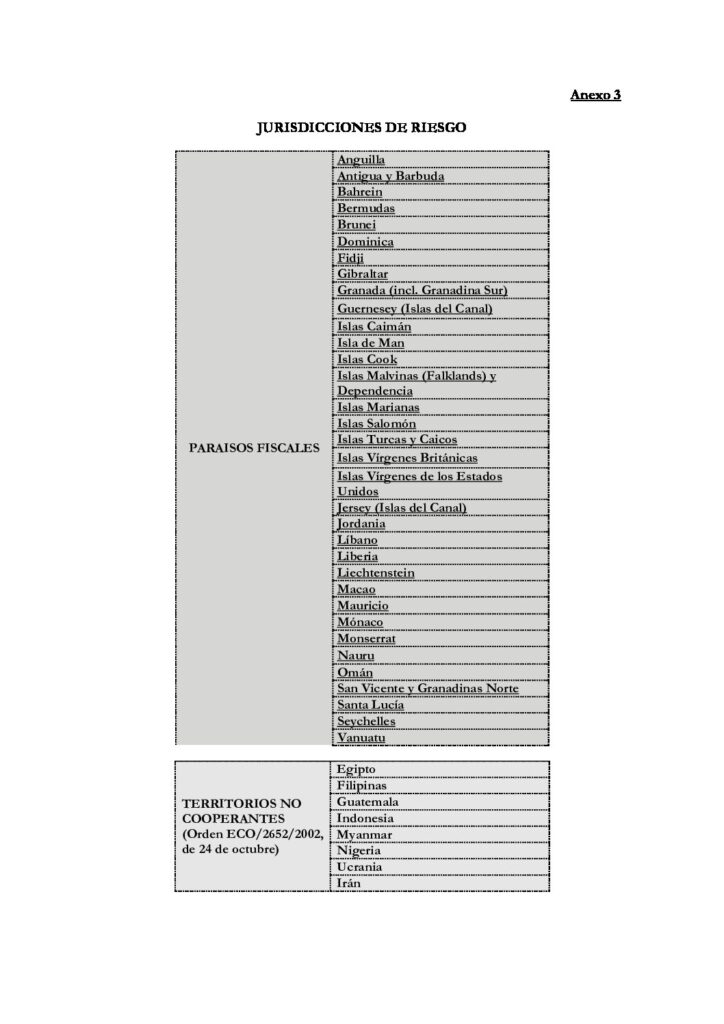 Anexo 3
JURISDICCIONES DE RIESGO
PARAISOS FISCALES
Anguilla
Antigua y Barbuda
Bahrein
Bermudas
Brunei
Dominica
Fidji
Gibraltar
Granada (incl. Granadina Sur)
Guernesey (Islas del Canal)
Islas Caimán
Isla de Man
Islas Cook
Islas Malvinas (Falklands) y
Dependencia
Islas Marianas
Islas Salomón
Islas Turcas y Caicos
Islas Vírgenes Británicas
Islas Vírgenes de los Estados
Unidos
Jersey (Islas del Canal)
Jordania
Líbano
Liberia
Liechtenstein
Macao
Mauricio
Mónaco
Monserrat
Nauru
Omán
San Vicente y Granadinas Norte
Santa Lucía
Seychelles
Vanuatu
TERRITORIOS NO
COOPERANTES
(Orden ECO/2652/2002,
de 24 de octubre)
Egipto
Filipinas
Guatemala
Indonesia
Myanmar
Nigeria
Ucrania
Irán